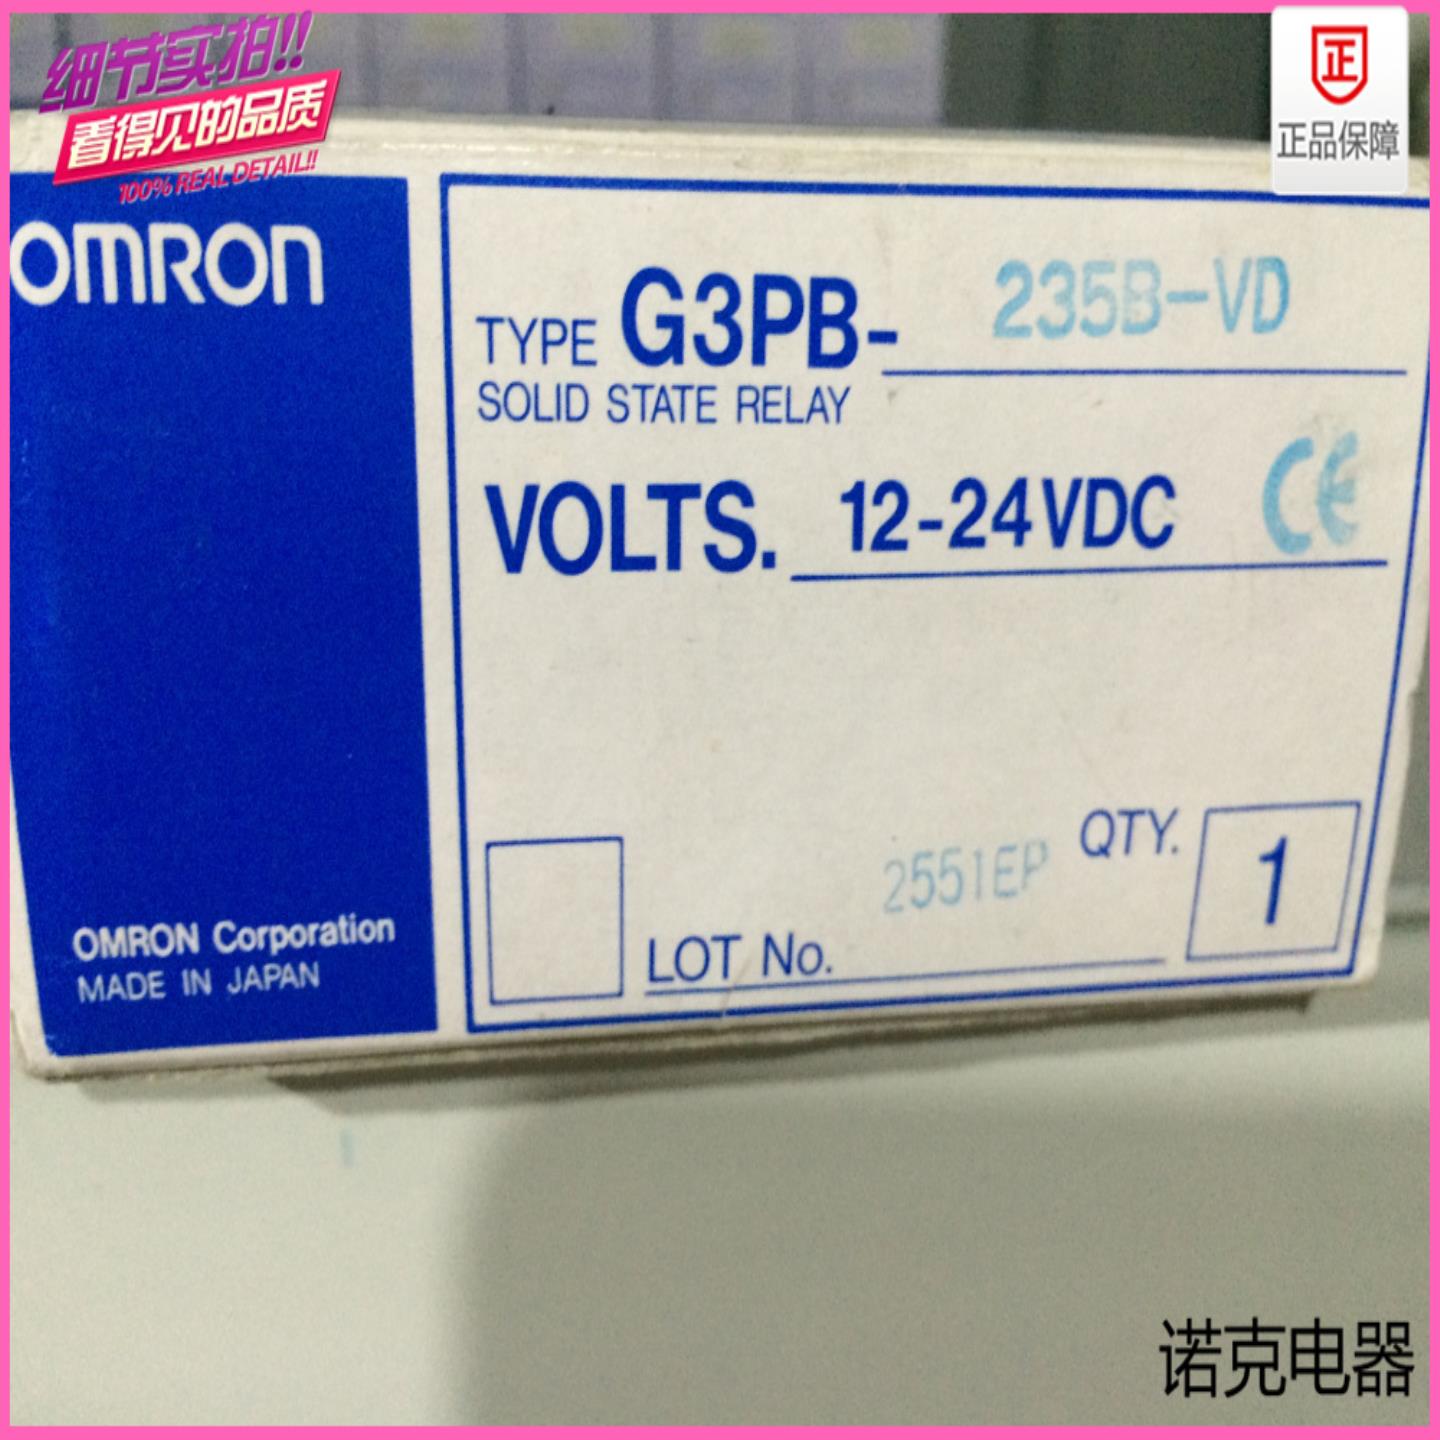 细节实拍!!
看得见的品质
100% REAL DETAIL!!
正
正品保障
OMRON
TYPE G3PB- 235B-VD
SOLID STATE RELAY
VOLTS. 12-24VDC CE
2551EP QTY. 1
LOT No.
OMRON Corporation
MADE IN JAPAN
诺克电器